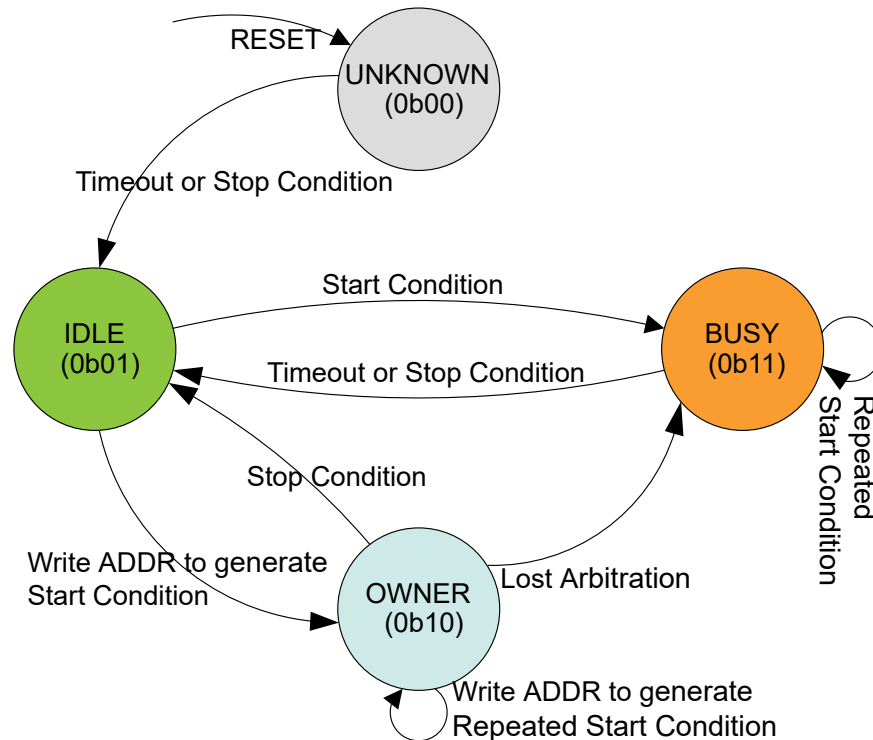 RESET
UNKNOWN
(0b00)
Timeout or Stop Condition
Start Condition
IDLE
(0b01)
BUSY
(0b11)
Timeout or Stop Condition
Repeated
Start Condition
Stop Condition
Write ADDR to generate
Start Condition
Lost Arbitration
OWNER
(0b10)
Write ADDR to generate
Repeated Start Condition